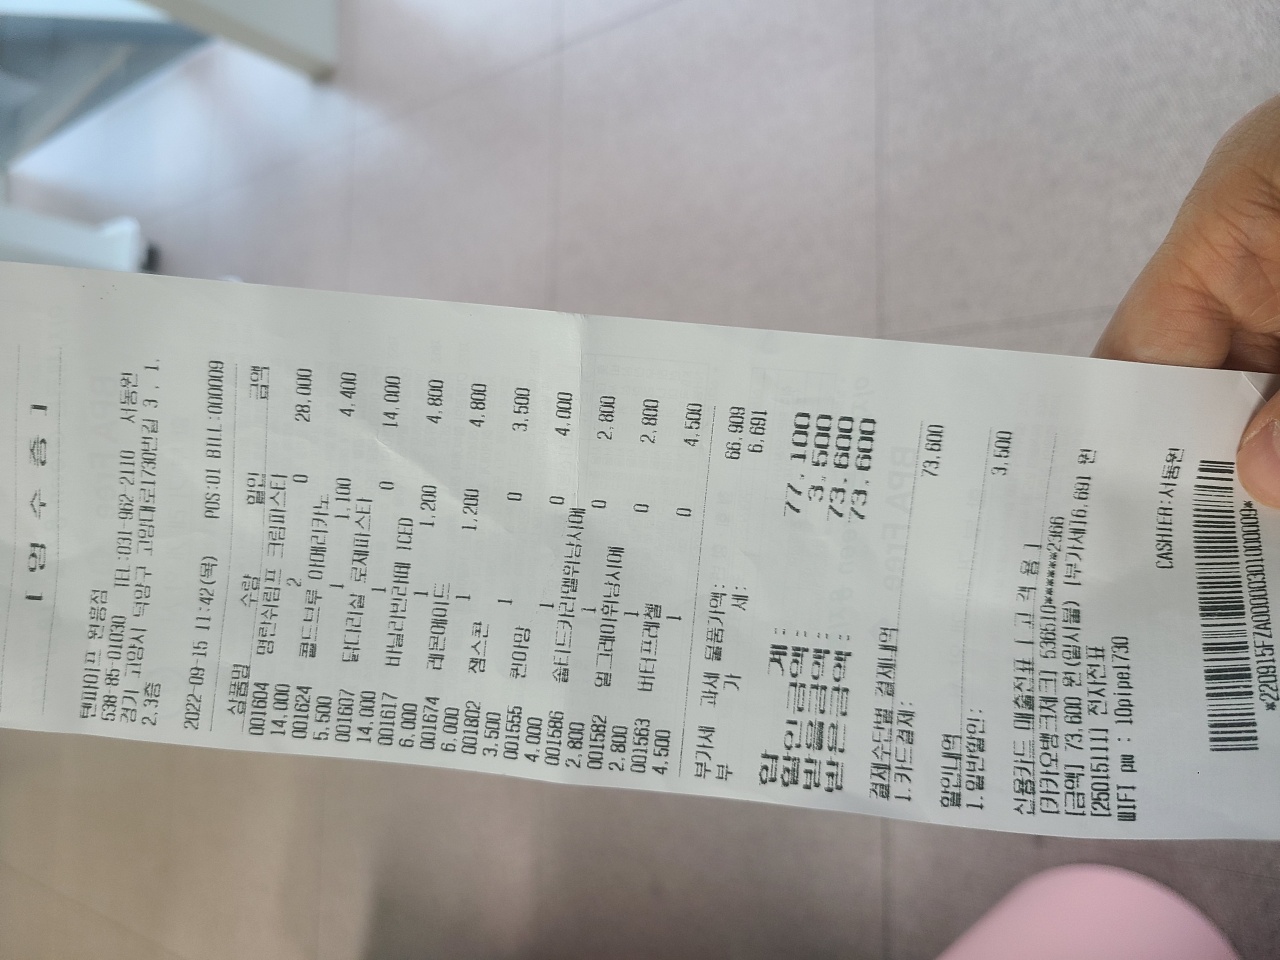 [ 영 수 증 ]
텐파이프 면원흥점
538-85-01030 TEL:031-962 2110 서동원
경기 고양시 덕양구 고양대로1730번길 3, 1,
2,3층
2022-09-15 11:42(목) POS:01 BILL:000009
상품명 수량 할인 금액
001604 명란쉬림프 크림파스타
14,000 2 0 28,000
001624 콜드브루 아메리카노
5,500 1 1,100 4,400
001607 닭다리살 로제파스타
14,000 1 0 14,000
001617 바닐라빈라떼 ICED
6,000 1 1,200 4,800
001674 레몬에이드
6,000 1 1,200 4,800
001802 잼스콘
3,500 1 0 3,500
001555 퀸아망
4,000 1 0 4,000
001586 솔티드카라멜휘낭시에
2,800 1 0 2,800
001582 얼그레이휘낭시에
2,800 1 0 2,800
001563 버터프레첼
4,500 1 0 4,500
부가세 과세 물품가액: 66,909
부 가 세: 6,691
합 계: 77,100
할인금액: 3,500
받을금액: 73,600
받은금액: 73,600
결제수단별 결제내역
1.카드결제: 73,600
할인내역
1.일반할인: 3,500
신용카드 매출전표 [ 고 객 용 ]
[카카오뱅크체크] 536510******2366
[금액] 73,600 원(일시불) [부가세]6,691 원
[25015111] 전자전표
WIFI pw : 10pipe1730
CASHIER:서동원
*220915FZA0000301000009*